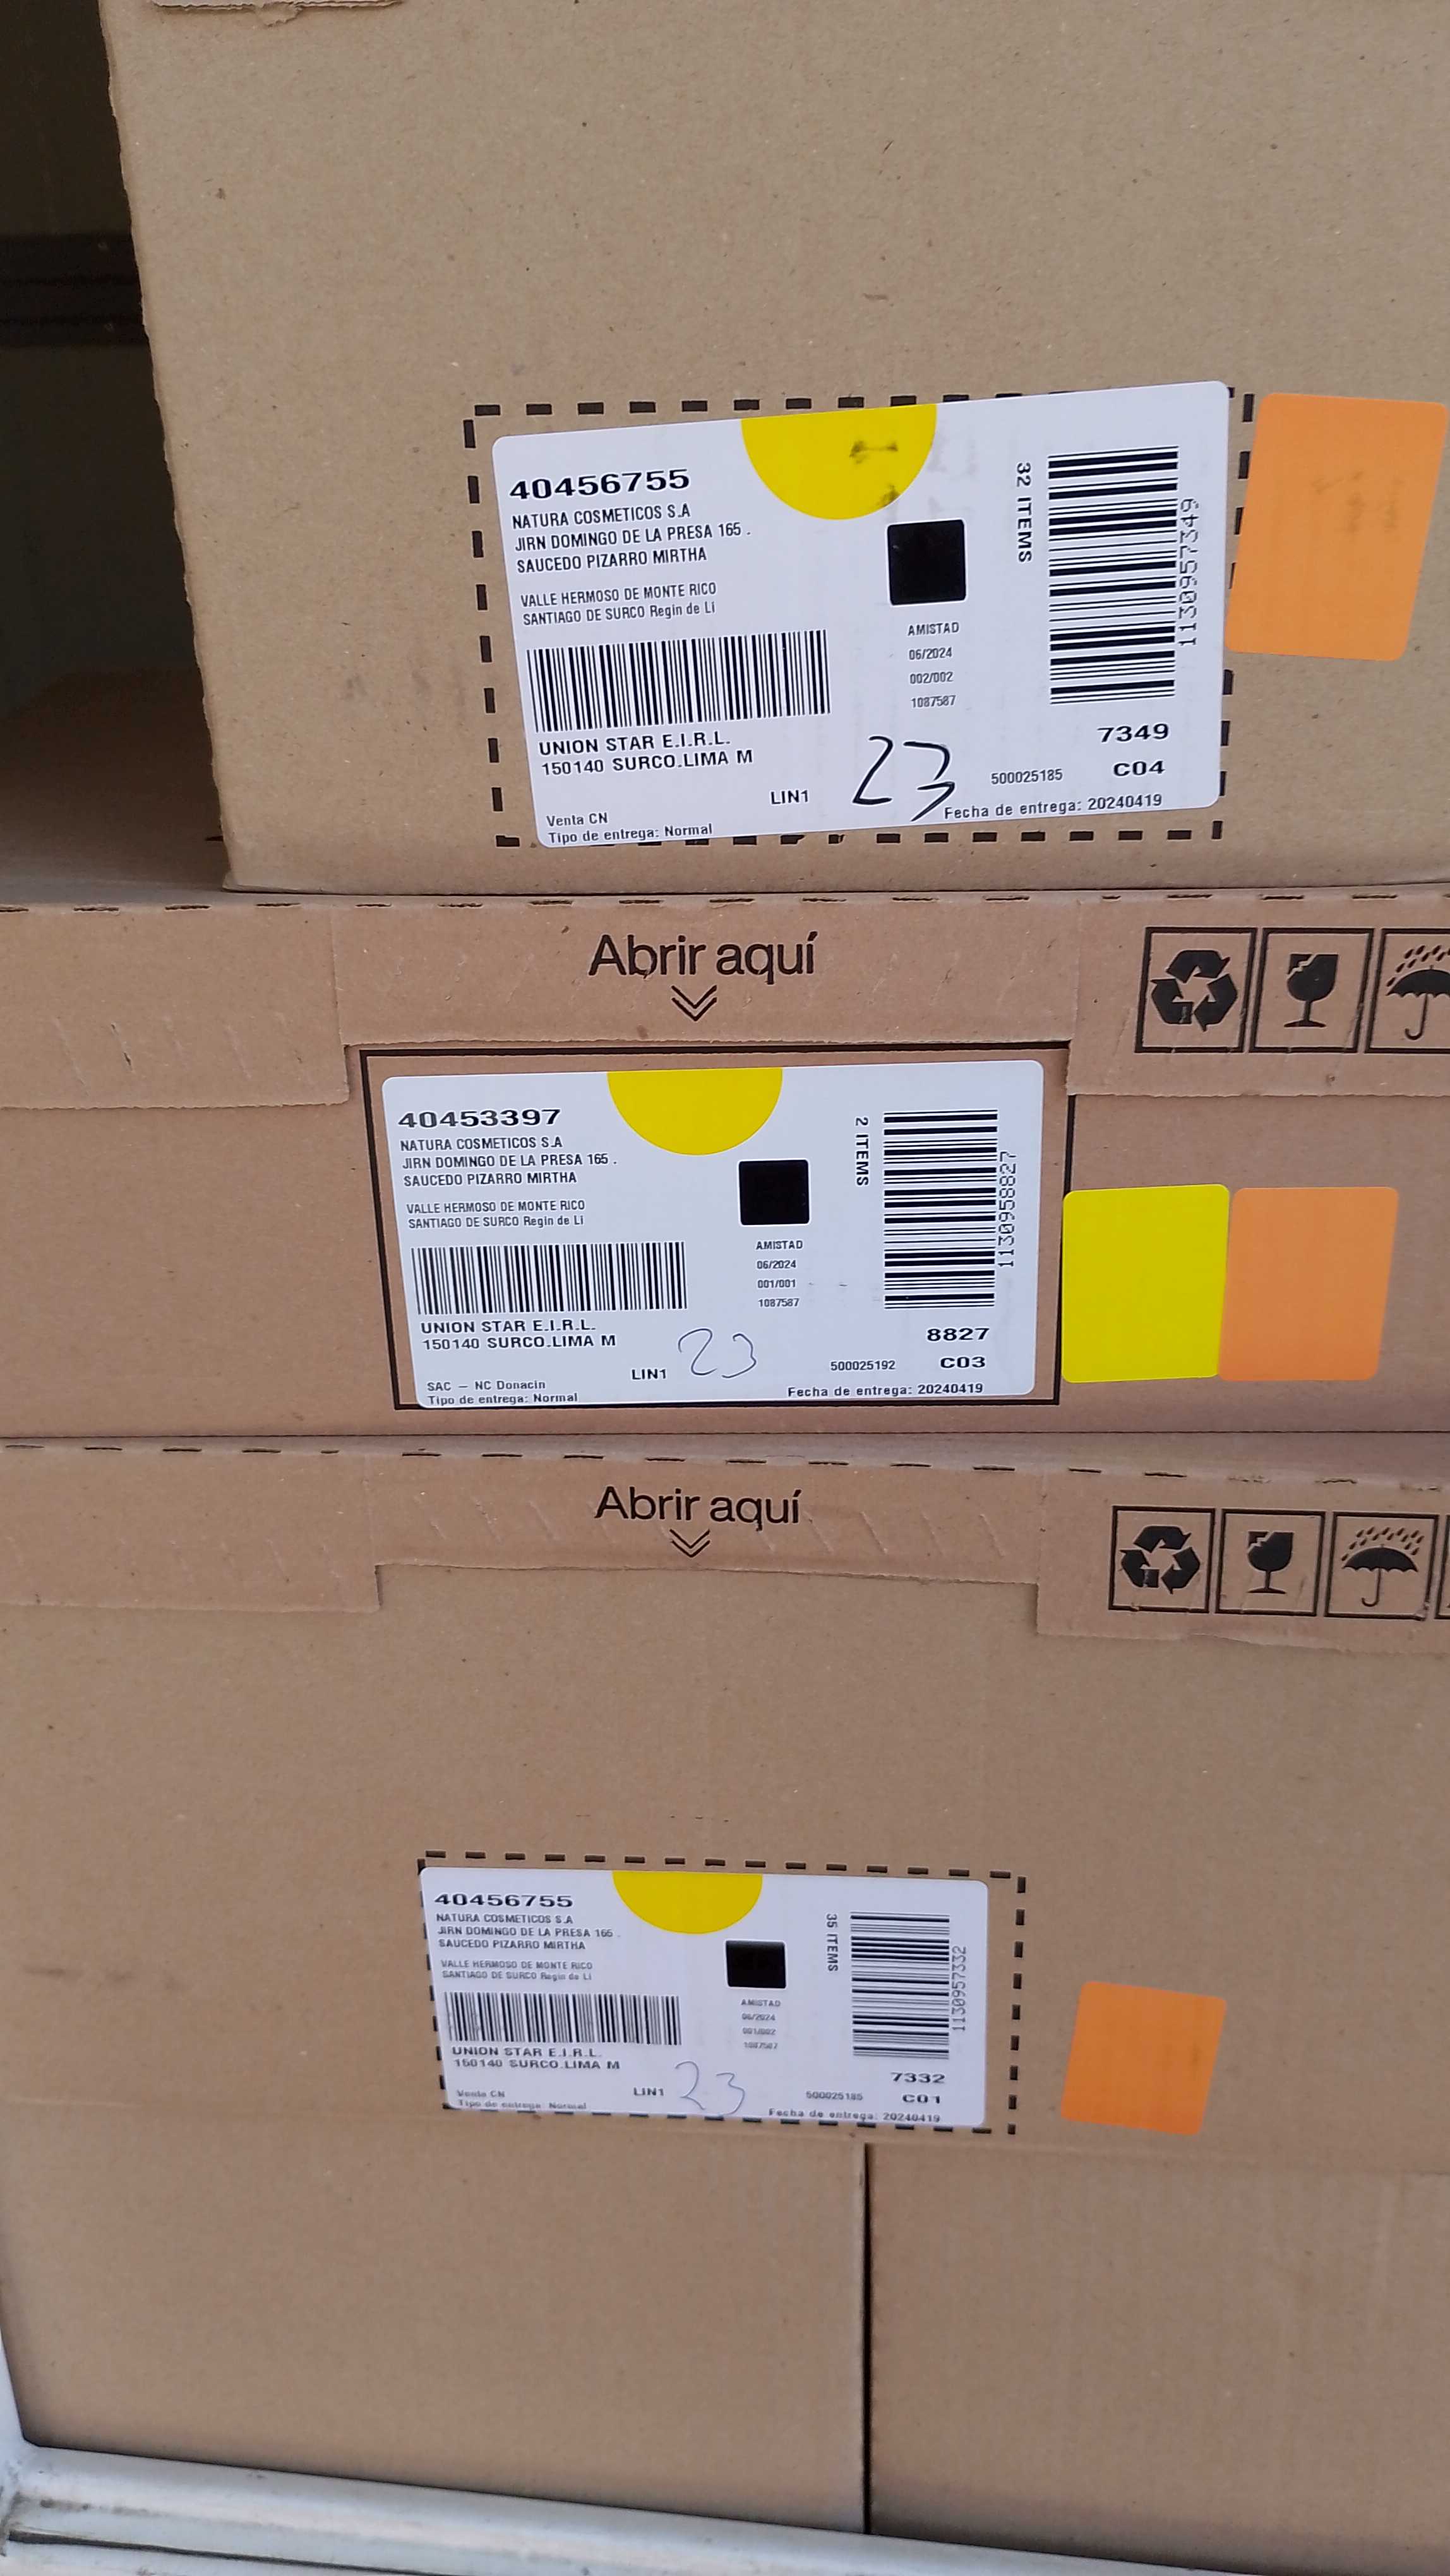 40456755
NATURA COSMETICOS S.A
JIRN DOMINGO DE LA PRESA 165 .
SAUCEDO PIZARRO MIRTHA
VALLE HERMOSO DE MONTE RICO
SANTIAGO DE SURCO Regin de Li
UNION STAR E.I.R.L.
150140 SURCO.LIMA M
LIN1
Venta CN
Tipo de entrega: Normal
AMISTAD
06/2024
002/002
1087587
23
32 ITEMS
1130957349
7349
500025185
C04
Fecha de entrega: 20240419
Abrir aquí
40453397
NATURA COSMETICOS S.A
JIRN DOMINGO DE LA PRESA 165 .
SAUCEDO PIZARRO MIRTHA
VALLE HERMOSO DE MONTE RICO
SANTIAGO DE SURCO Regin de Li
UNION STAR E.I.R.L.
150140 SURCO.LIMA M
LIN1
SAC – NC Donacin
Tipo de entrega: Normal
AMISTAD
06/2024
001/001
1087587
23
2 ITEMS
1130958827
8827
500025192
C03
Fecha de entrega: 20240419
Abrir aquí
40456755
NATURA COSMETICOS S.A
JIRN DOMINGO DE LA PRESA 165 .
SAUCEDO PIZARRO MIRTHA
VALLE HERMOSO DE MONTE RICO
SANTIAGO DE SURCO Regin de Li
UNION STAR E.I.R.L.
150140 SURCO.LIMA M
LIN1
Venta CN
Tipo de entrega: Normal
AMISTAD
06/2024
001/002
1087587
23
35 ITEMS
1130957332
7332
500025185
C01
Fecha de entrega: 20240419